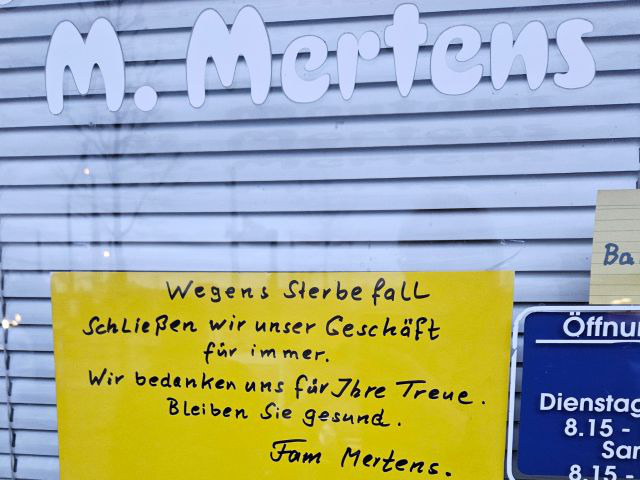 M. Mertens
Wegens Sterbefall
Schließen wir unser Geschäft
für immer.
Wir bedanken uns für Ihre Treue.
Bleiben Sie gesund.
Fam Mertens.
Ba
Öffnu
Dienstag
8.15 -
Sa
8.15 -